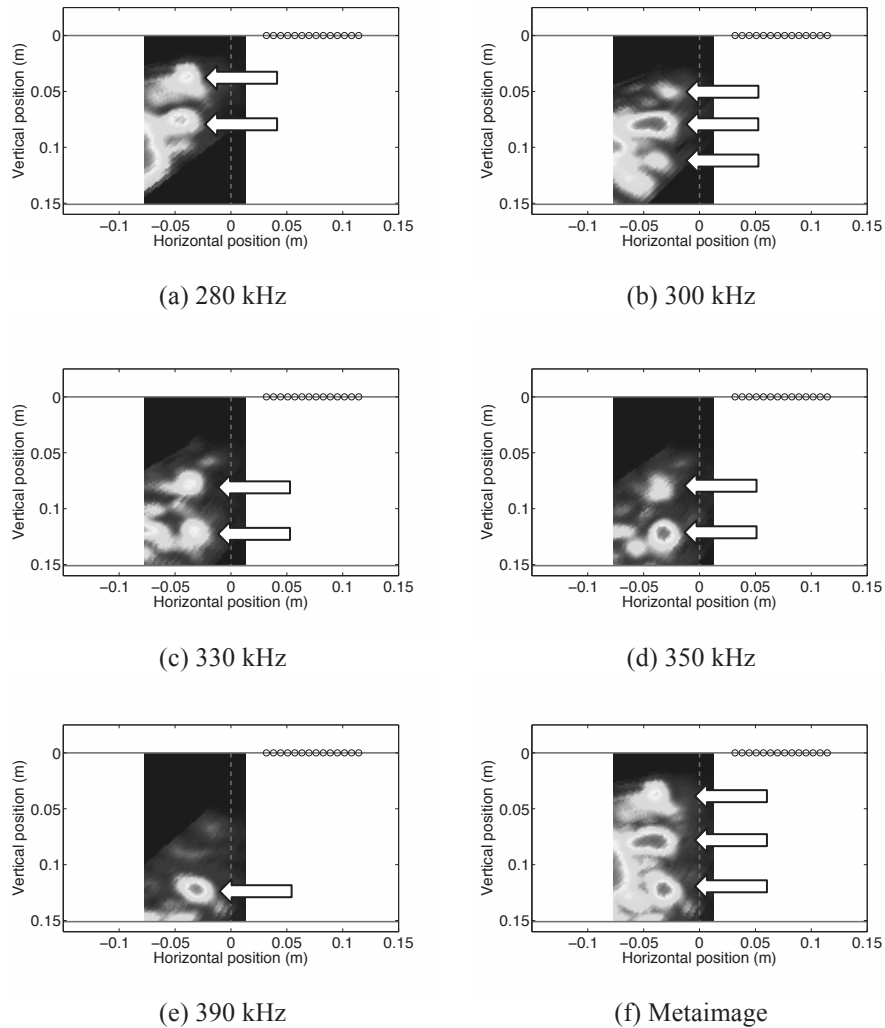 0
0.05
0.1
0.15
Vertical position (m)
−0.1 −0.05 0 0.05 0.1 0.15
Horizontal position (m)
(a) 280 kHz
0
0.05
0.1
0.15
Vertical position (m)
−0.1 −0.05 0 0.05 0.1 0.15
Horizontal position (m)
(b) 300 kHz
0
0.05
0.1
0.15
Vertical position (m)
−0.1 −0.05 0 0.05 0.1 0.15
Horizontal position (m)
(c) 330 kHz
0
0.05
0.1
0.15
Vertical position (m)
−0.1 −0.05 0 0.05 0.1 0.15
Horizontal position (m)
(d) 350 kHz
0
0.05
0.1
0.15
Vertical position (m)
−0.1 −0.05 0 0.05 0.1 0.15
Horizontal position (m)
(e) 390 kHz
0
0.05
0.1
0.15
Vertical position (m)
−0.1 −0.05 0 0.05 0.1 0.15
Horizontal position (m)
(f) Metaimage